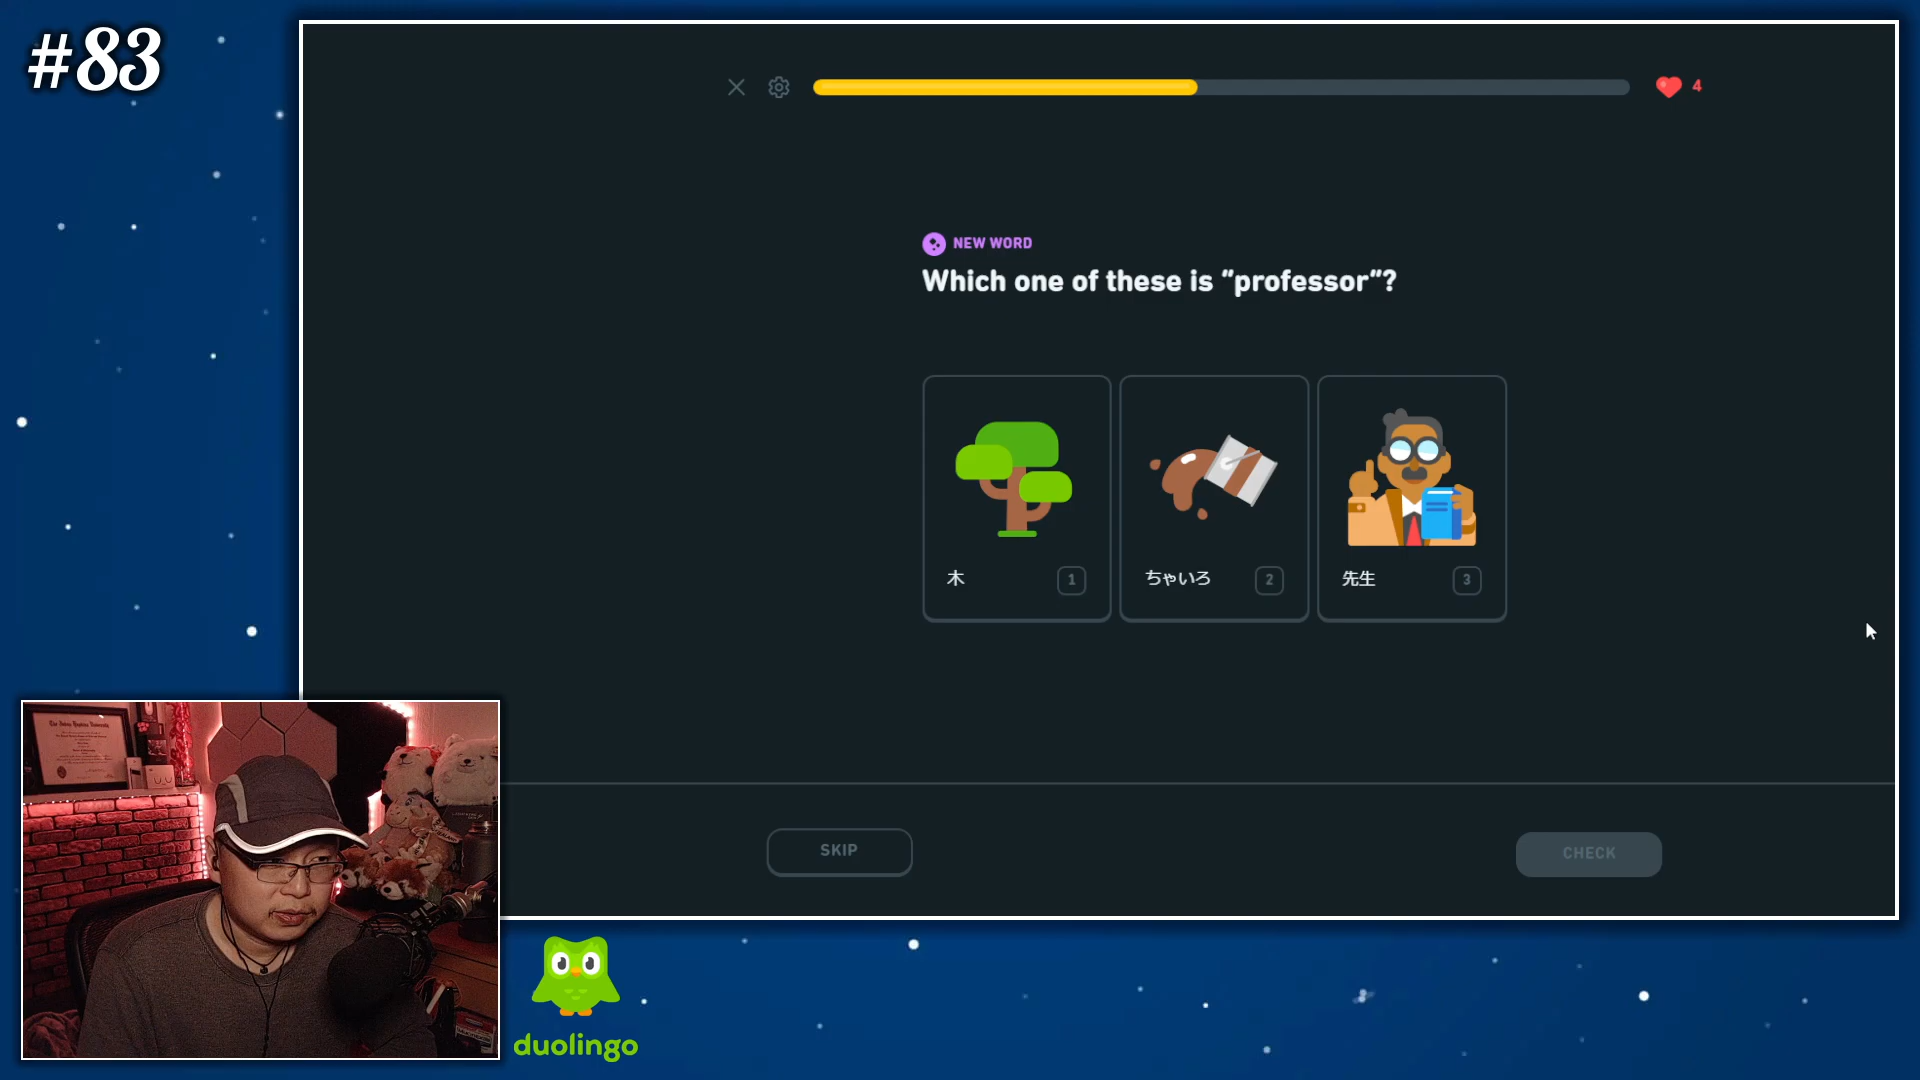 #83
4
NEW WORD
Which one of these is “professor”?
木 1
ちゃいろ 2
先生 3
SKIP
CHECK
duolingo